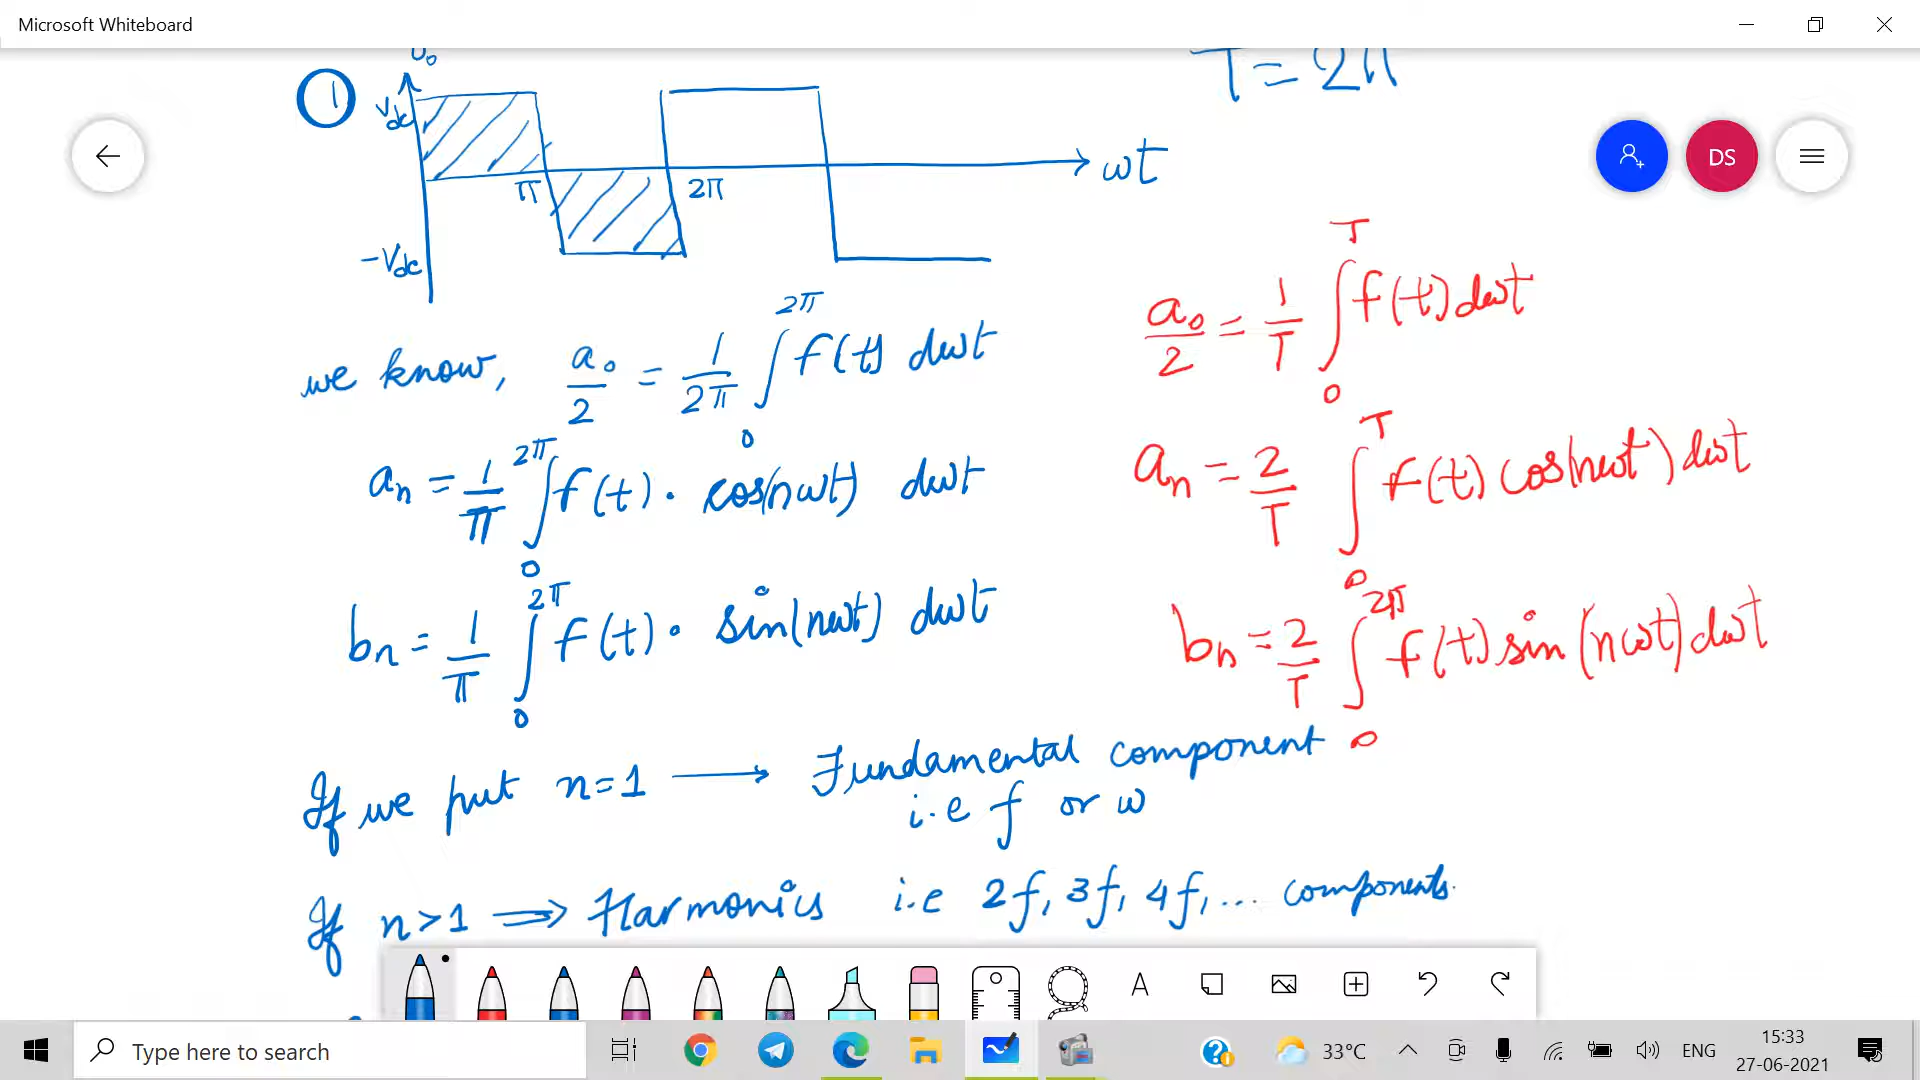 Microsoft Whiteboard
T = 2π
①
υ₀
Vdc
π
2π
ωt
-Vdc
DS
we know, a₀/2 = 1/2π ∫₀^2π f(t) dωt
aₙ = 1/π ∫₀^2π f(t) · cos(nωt) dωt
bₙ = 1/π ∫₀^2π f(t) · sin(nωt) dωt
a₀/2 = 1/T ∫₀^T f(t) dωt
aₙ = 2/T ∫₀^T f(t) cos(nωt) dωt
bₙ = 2/T ∫₀^2π f(t) sin(nωt) dωt
If we put n=1 ⟶ Fundamental component
i.e f or ω
If n>1 ⟹ Harmonics i.e 2f, 3f, 4f, ... components.
A
Type here to search
33°C
ENG
15:33
27-06-2021